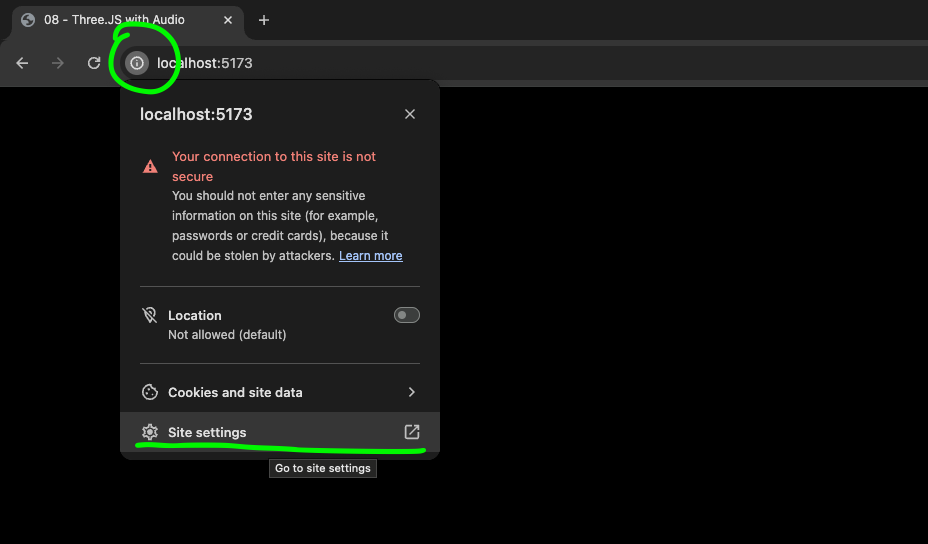 08 - Three.JS with Audio
localhost:5173
localhost:5173
Your connection to this site is not
secure
You should not enter any sensitive
information on this site (for example,
passwords or credit cards), because it
could be stolen by attackers. Learn more
Location
Not allowed (default)
Cookies and site data
Site settings
Go to site settings